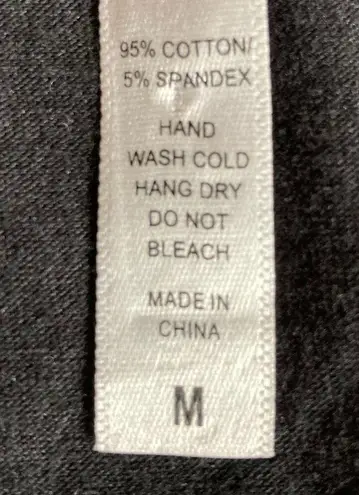 95% COTTON/
5% SPANDEX
HAND
WASH COLD
HANG DRY
DO NOT
BLEACH
MADE IN
CHINA
M